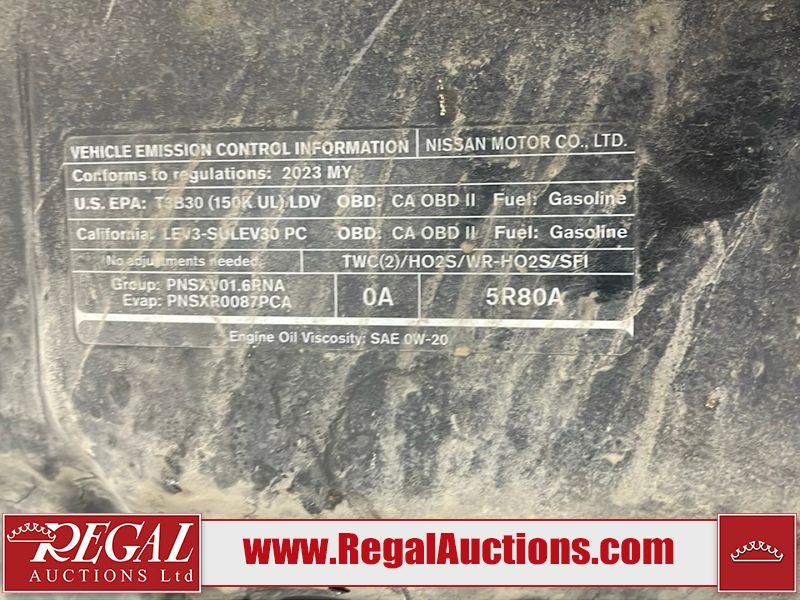 VEHICLE EMISSION CONTROL INFORMATION NISSAN MOTOR CO., LTD.
Conforms to regulations: 2023 MY
U.S. EPA: T3B30 (150K UL) LDV OBD: CA OBD II Fuel: Gasoline
California: LEV3-SULEV30 PC OBD: CA OBD II Fuel: Gasoline
No adjustments needed. TWC(2)/HO2S/WR-HO2S/SFI
Group: PNSXV01.6RNA
Evap: PNSXR0087PCA
0A 5R80A
Engine Oil Viscosity: SAE 0W-20
REGAL
AUCTIONS Ltd
www.RegalAuctions.com